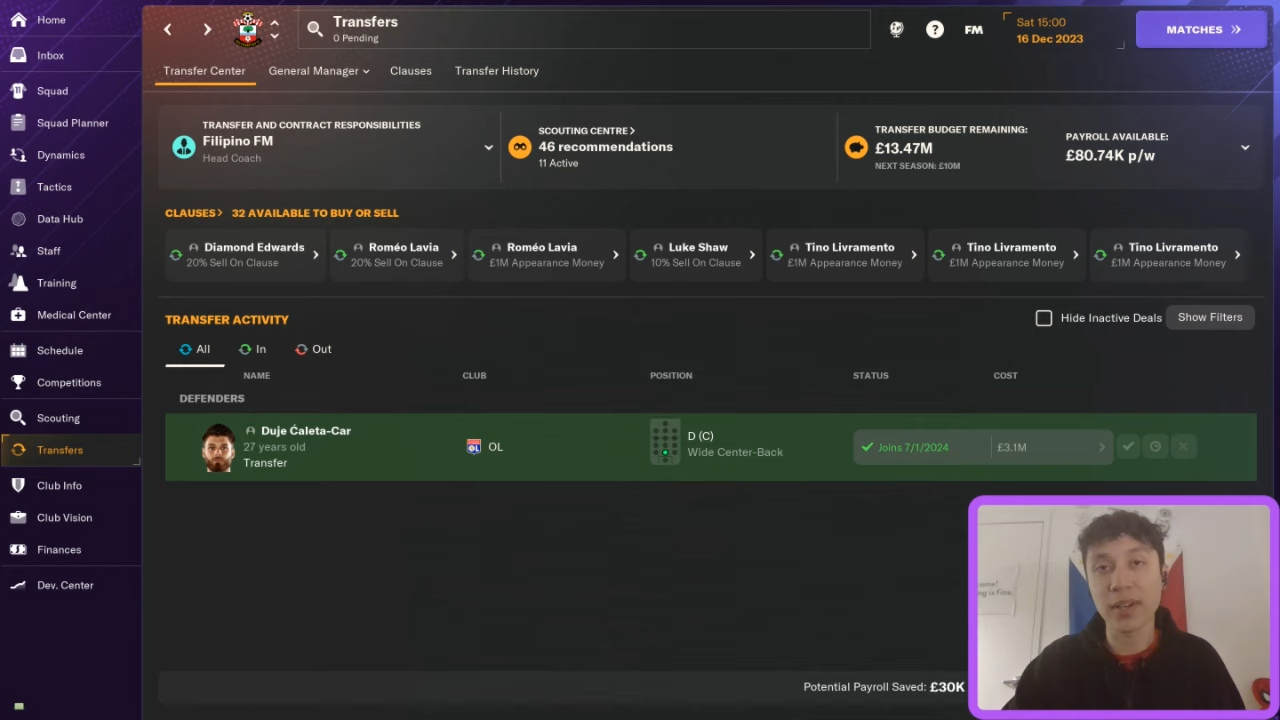 Home
Inbox
Squad
Squad Planner
Dynamics
Tactics
Data Hub
Staff
Training
Medical Center
Schedule
Competitions
Scouting
Transfers
Club Info
Club Vision
Finances
Dev. Center
Transfers
0 Pending
?
FM
Sat 15:00
16 Dec 2023
MATCHES
Transfer Center
General Manager
Clauses
Transfer History
TRANSFER AND CONTRACT RESPONSIBILITIES
Filipino FM
Head Coach
SCOUTING CENTRE >
46 recommendations
11 Active
TRANSFER BUDGET REMAINING:
£13.47M
NEXT SEASON: £10M
PAYROLL AVAILABLE:
£80.74K p/w
CLAUSES > 32 AVAILABLE TO BUY OR SELL
Diamond Edwards
20% Sell On Clause
Roméo Lavia
20% Sell On Clause
Roméo Lavia
£1M Appearance Money
Luke Shaw
10% Sell On Clause
Tino Livramento
£1M Appearance Money
Tino Livramento
£1M Appearance Money
Tino Livramento
£1M Appearance Money
TRANSFER ACTIVITY
Hide Inactive Deals
Show Filters
All
In
Out
NAME CLUB POSITION STATUS COST
DEFENDERS
Duje Ćaleta-Car
27 years old
Transfer
OL
D (C)
Wide Center-Back
Joins 7/1/2024
£3.1M
Potential Payroll Saved: £30K